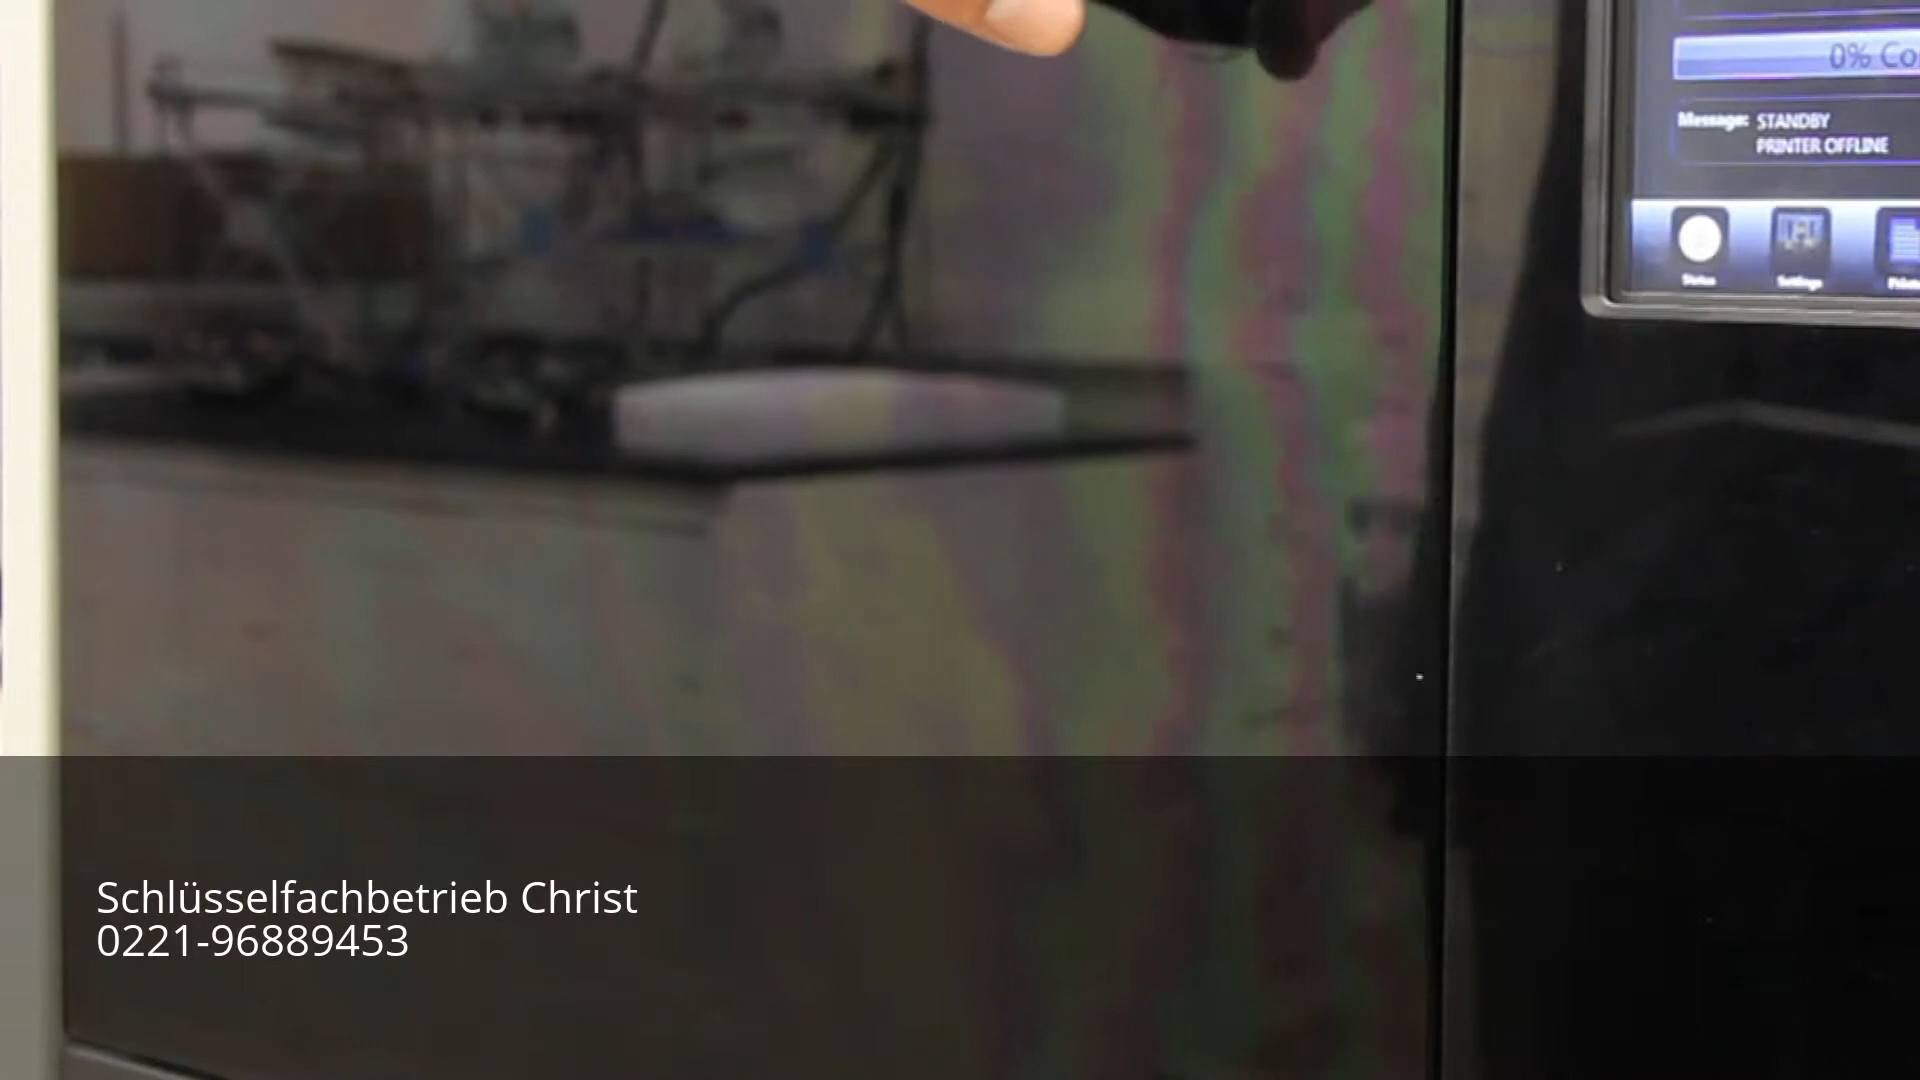 0% Co
Message: STANDBY
PRINTER OFFLINE
Status
Settings
Schlüsselfachbetrieb Christ
0221-96889453